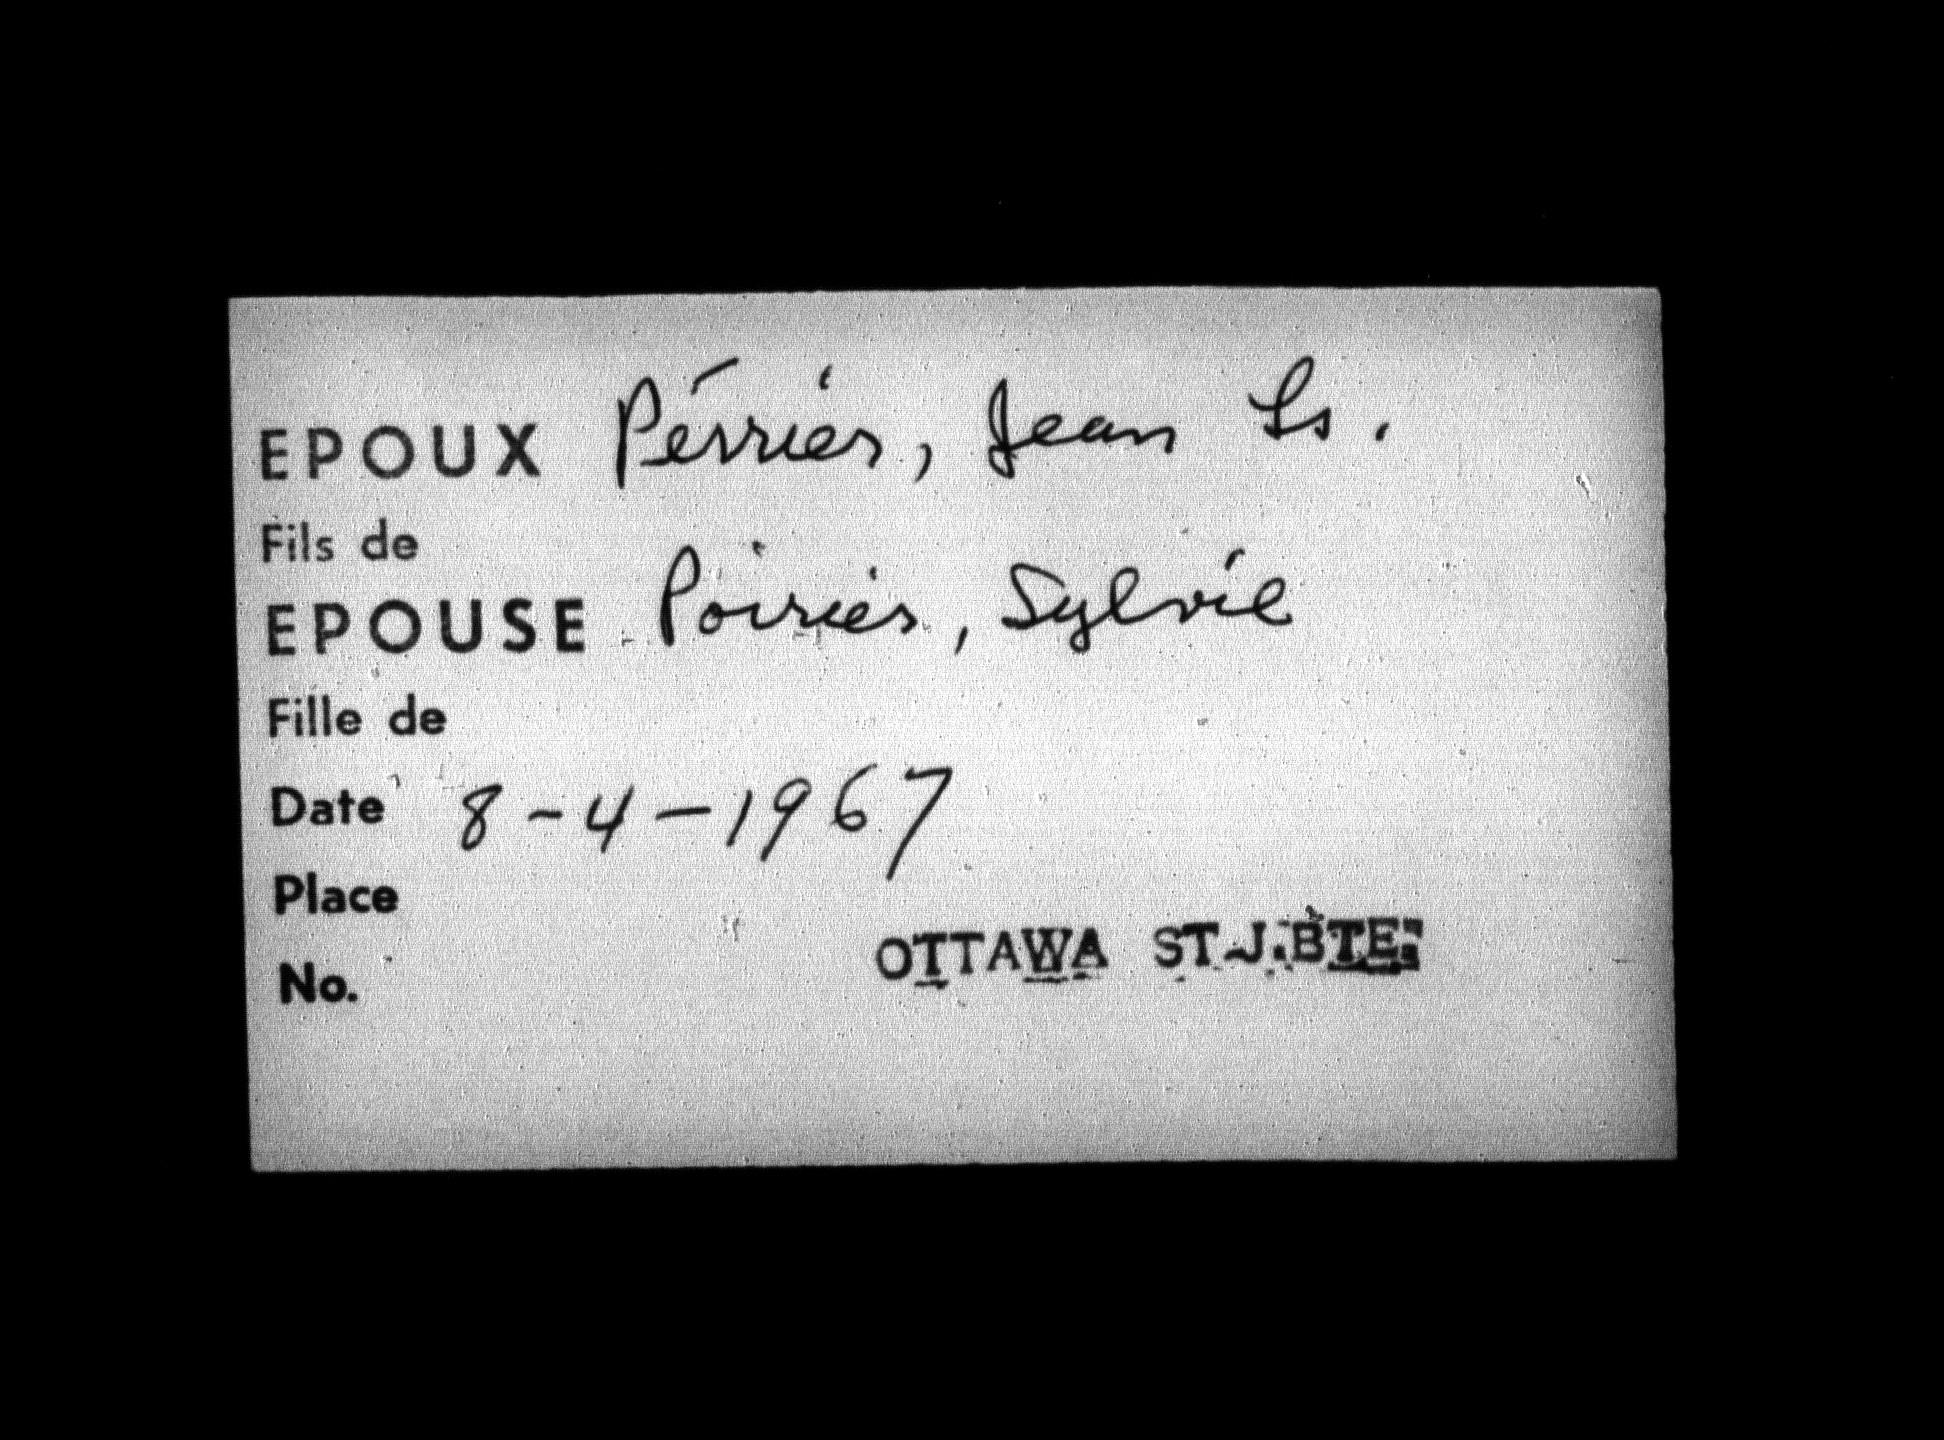 EPOUX Périer, Jean Ls.
Fils de
EPOUSE Poirier, Sylvie
Fille de
Date 8-4-1967
Place
OTTAWA ST-J.BTE.
No.